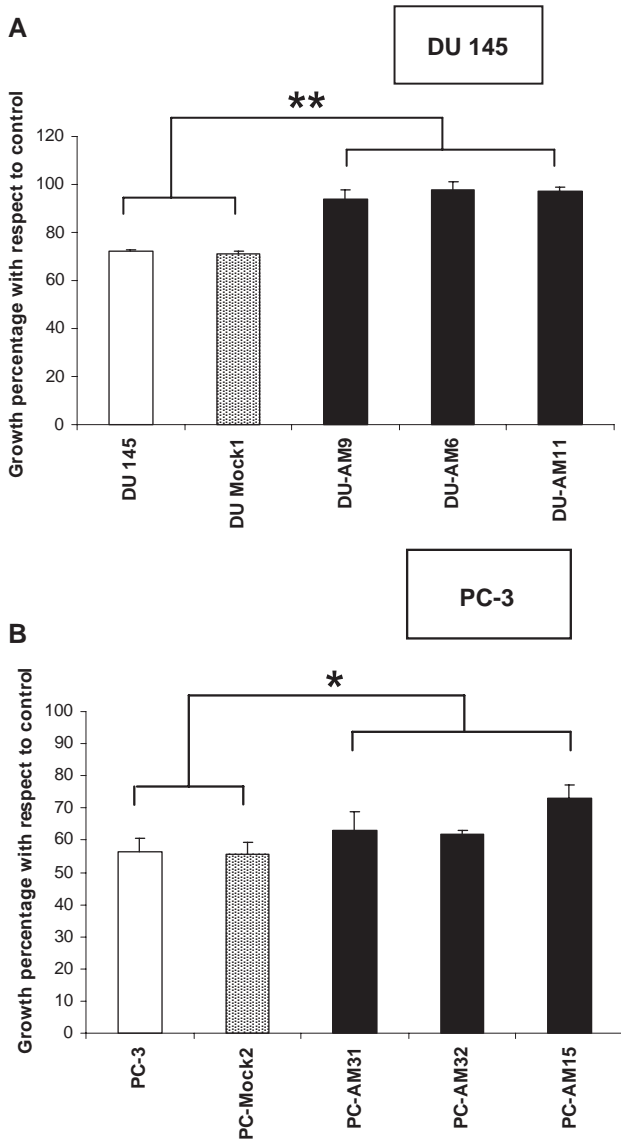 A
DU 145
Growth percentage with respect to control
**
120
100
80
60
40
20
0
DU 145
DU Mock1
DU-AM9
DU-AM6
DU-AM11
PC-3
B
Growth percentage with respect to control
*
100
90
80
70
60
50
40
30
20
10
0
PC-3
PC-Mock2
PC-AM31
PC-AM32
PC-AM15